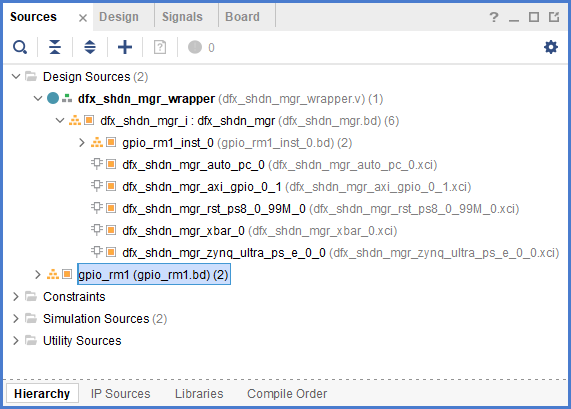 Sources × Design Signals Board ? _
0
Design Sources (2)
dfx_shdn_mgr_wrapper (dfx_shdn_mgr_wrapper.v) (1)
dfx_shdn_mgr_i : dfx_shdn_mgr (dfx_shdn_mgr.bd) (6)
gpio_rm1_inst_0 (gpio_rm1_inst_0.bd) (2)
dfx_shdn_mgr_auto_pc_0 (dfx_shdn_mgr_auto_pc_0.xci)
dfx_shdn_mgr_axi_gpio_0_1 (dfx_shdn_mgr_axi_gpio_0_1.xci)
dfx_shdn_mgr_rst_ps8_0_99M_0 (dfx_shdn_mgr_rst_ps8_0_99M_0.xci)
dfx_shdn_mgr_xbar_0 (dfx_shdn_mgr_xbar_0.xci)
dfx_shdn_mgr_zynq_ultra_ps_e_0_0 (dfx_shdn_mgr_zynq_ultra_ps_e_0_0.xci)
gpio_rm1 (gpio_rm1.bd) (2)
Constraints
Simulation Sources (2)
Utility Sources
Hierarchy IP Sources Libraries Compile Order